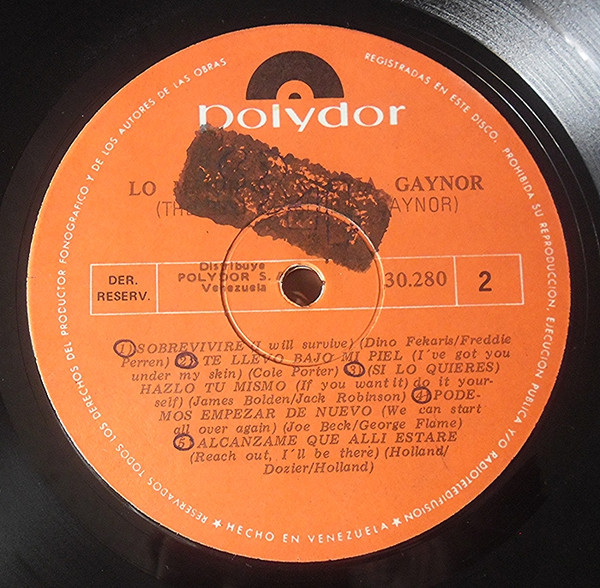 polydor
LO GAYNOR
(THE GAYNOR)
DER.
RESERV.
Distribuye
POLYDOR S. A
Venezuela
30.280
2
1) SOBREVIVIRE (I will survive) (Dino Fekaris/Freddie
Perren) 2) TE LLEVO BAJO MI PIEL (I've got you
under my skin) (Cole Porter) 3) (SI LO QUIERES)
HAZLO TU MISMO (If you want it) do it your-
self) (James Bolden/Jack Robinson) 4) PODE-
MOS EMPEZAR DE NUEVO (We can start
all over again) (Joe Beck/George Flame)
5) ALCANZAME QUE ALLI ESTARE
(Reach out, I'll be there) (Holland/
Dozier/Holland)
RESERVADOS TODOS LOS DERECHOS DEL PRODUCTOR FONOGRAFICO Y DE LOS AUTORES DE LAS OBRAS
REGISTRADAS EN ESTE DISCO. PROHIBIDA SU REPRODUCCION, EJECUCION PUBLICA Y/O RADIOTELEDIFUSION
★ HECHO EN VENEZUELA ★